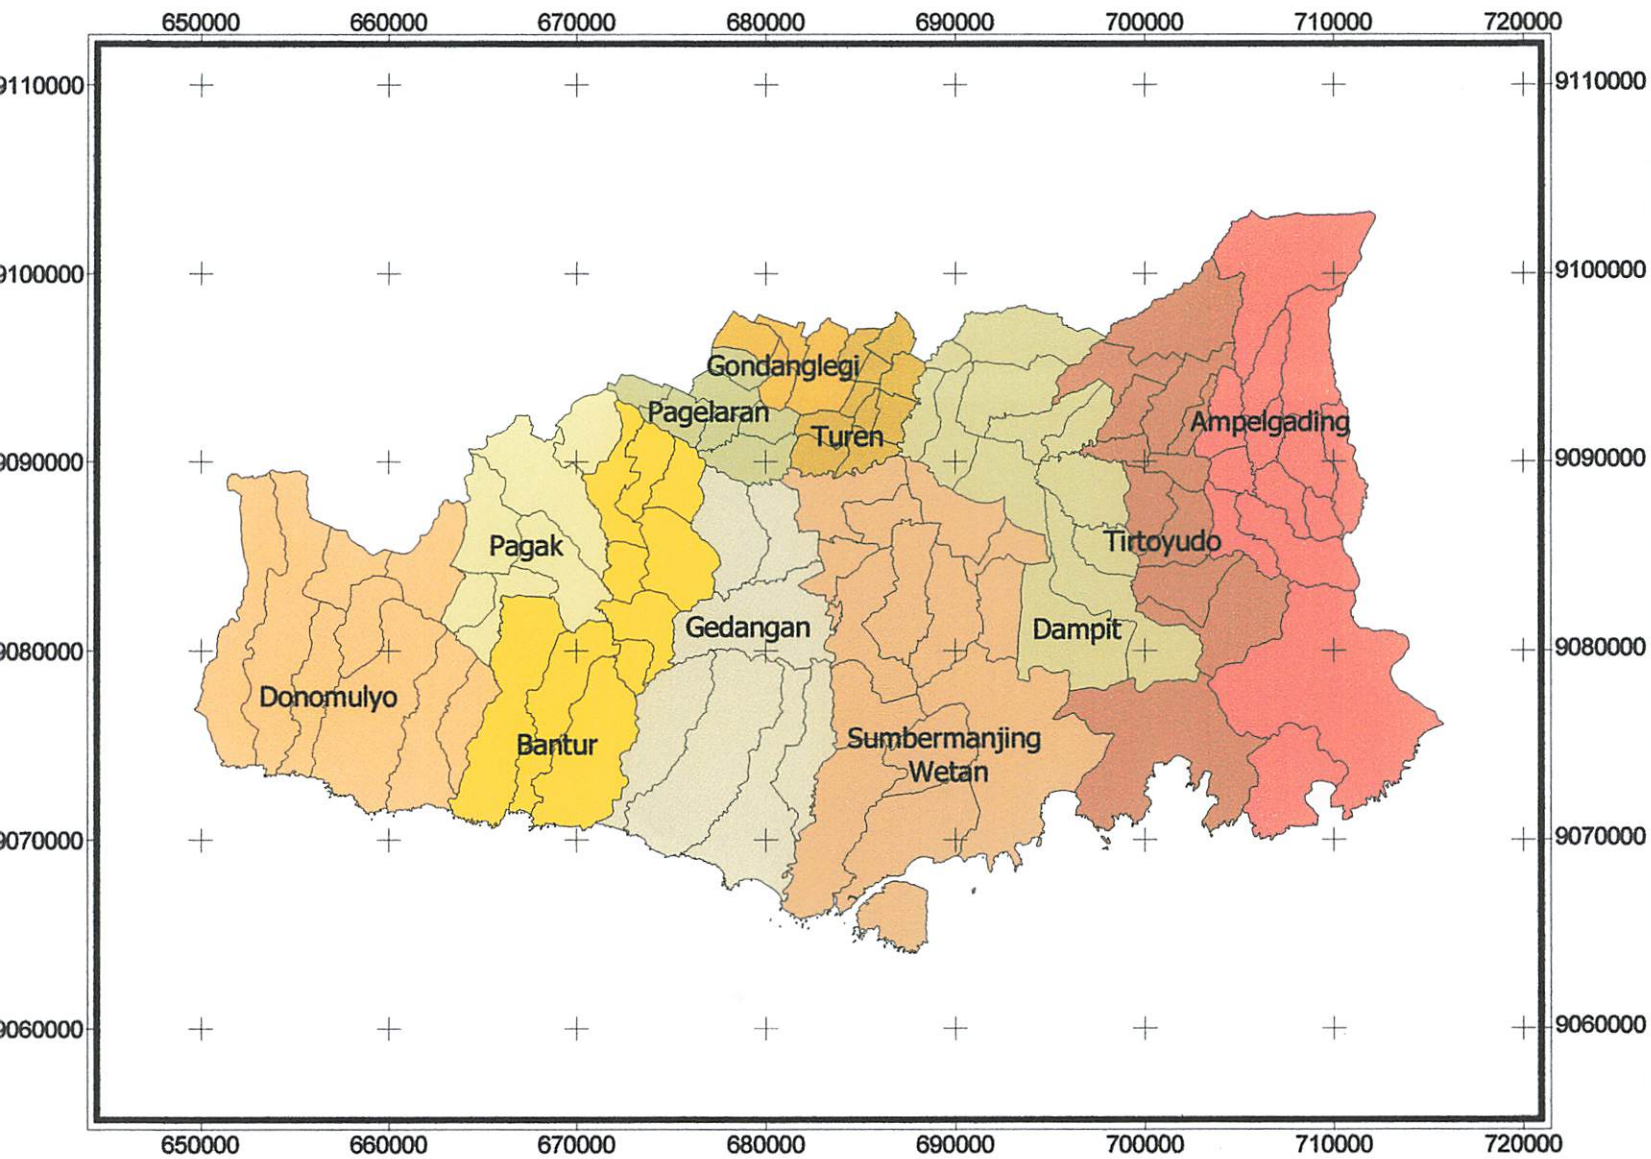 650000 660000 670000 680000 690000 700000 710000 720000
9110000 9110000
9100000 9100000
Gondanglegi
Pagelaran
Turen
Ampelgading
9090000 9090000
Pagak
Tirtoyudo
Gedangan
Dampit
9080000 9080000
Donomulyo
Bantur
Sumbermanjing
Wetan
9070000 9070000
9060000 9060000
650000 660000 670000 680000 690000 700000 710000 720000